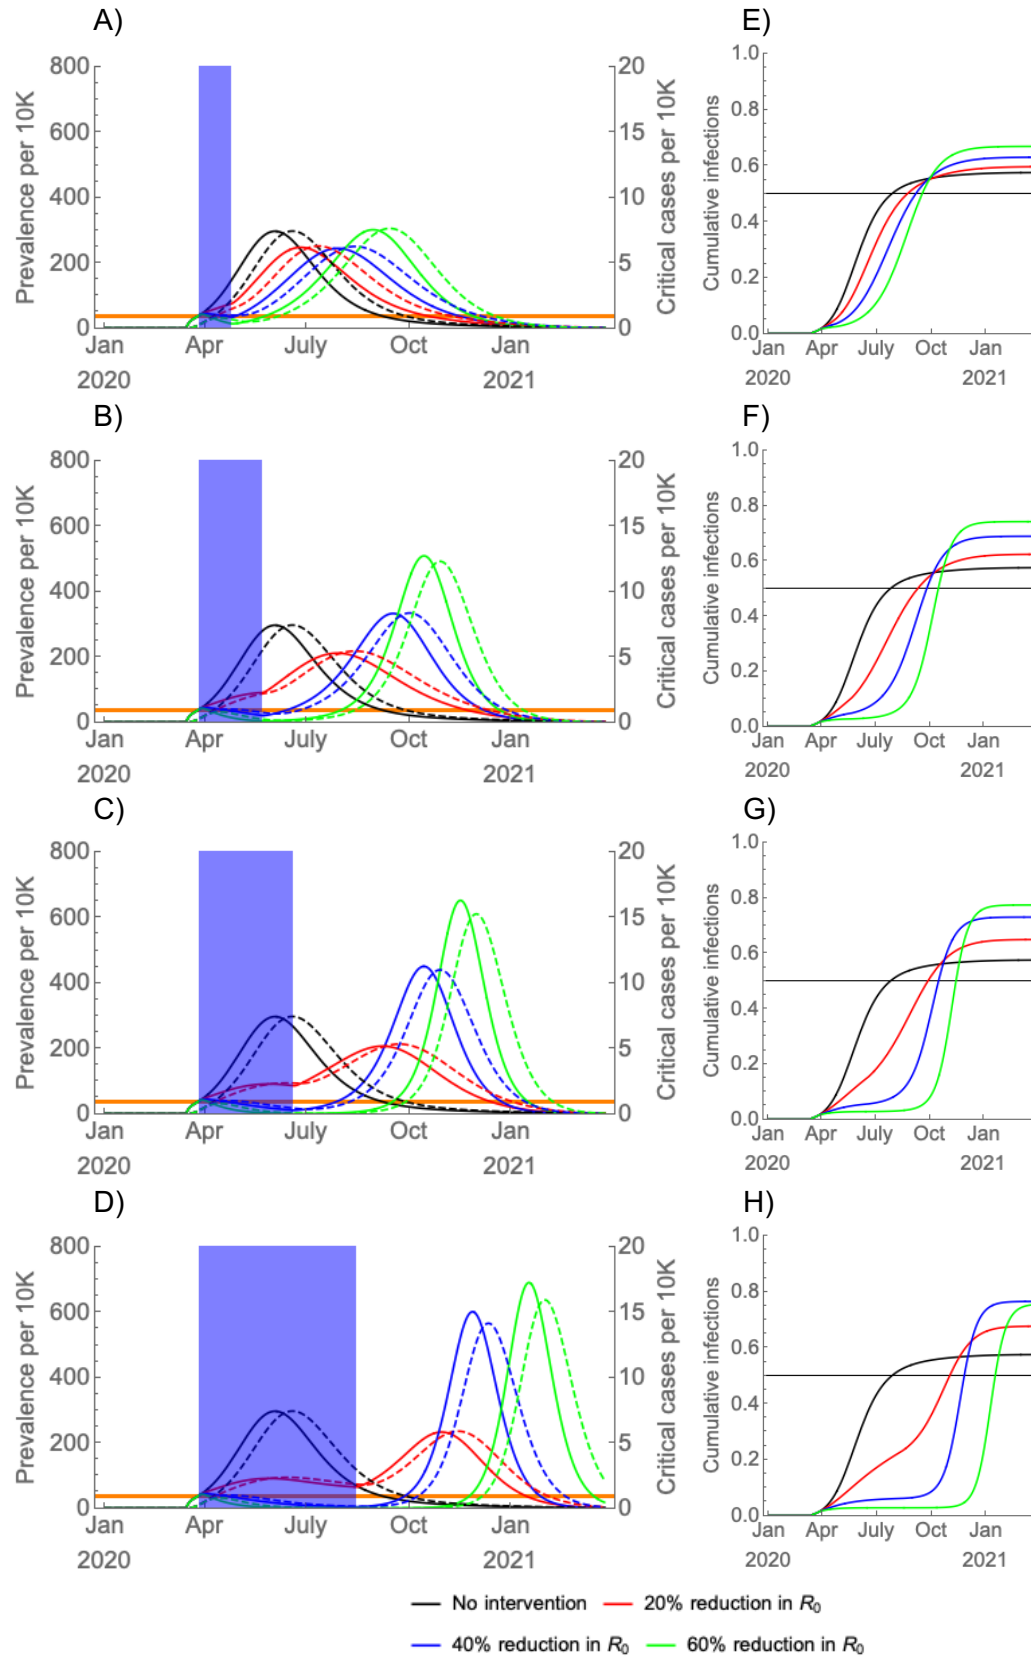 A)
E)
Prevalence per 10K
800
600
400
200
0
20
15
10
5
0
Critical cases per 10K
Jan
Apr
July
Oct
Jan
2020
2021
Cumulative infections
1.0
0.8
0.6
0.4
0.2
0.0
Jan
Apr
July
Oct
Jan
2020
2021
B)
F)
Prevalence per 10K
800
600
400
200
0
20
15
10
5
0
Critical cases per 10K
Jan
Apr
July
Oct
Jan
2020
2021
Cumulative infections
1.0
0.8
0.6
0.4
0.2
0.0
Jan
Apr
July
Oct
Jan
2020
2021
C)
G)
Prevalence per 10K
800
600
400
200
0
20
15
10
5
0
Critical cases per 10K
Jan
Apr
July
Oct
Jan
2020
2021
Cumulative infections
1.0
0.8
0.6
0.4
0.2
0.0
Jan
Apr
July
Oct
Jan
2020
2021
D)
H)
Prevalence per 10K
800
600
400
200
0
20
15
10
5
0
Critical cases per 10K
Jan
Apr
July
Oct
Jan
2020
2021
Cumulative infections
1.0
0.8
0.6
0.4
0.2
0.0
Jan
Apr
July
Oct
Jan
2020
2021
No intervention
20% reduction in R₀
40% reduction in R₀
60% reduction in R₀